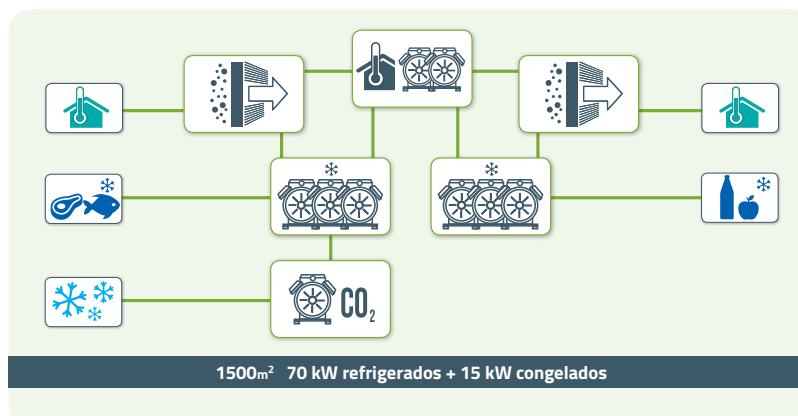 CO₂
1500m² 70 kW refrigerados + 15 kW congelados